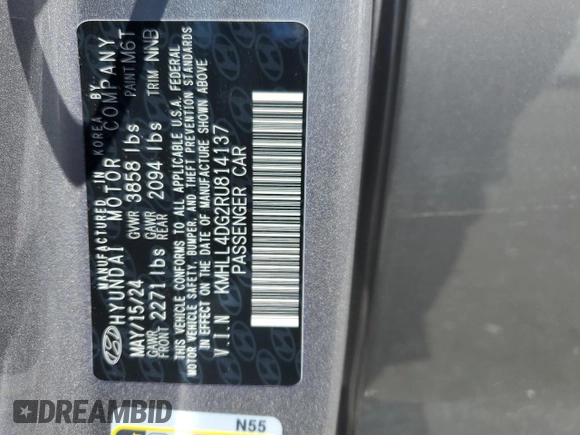 MANUFACTURED IN KOREA BY
HYUNDAI MOTOR COMPANY
MAY/15/24 GVWR 3858 lbs PAINT M6T
GAWR FRONT 2271 lbs GAWR REAR 2094 lbs TRIM NNB
THIS VEHICLE CONFORMS TO ALL APPLICABLE U.S.A. FEDERAL
MOTOR VEHICLE SAFETY, BUMPER, AND THEFT PREVENTION STANDARDS
IN EFFECT ON THE DATE OF MANUFACTURE SHOWN ABOVE
V.I.N KMHLL4DG2RU814137
PASSENGER CAR
N55
DREAMBID